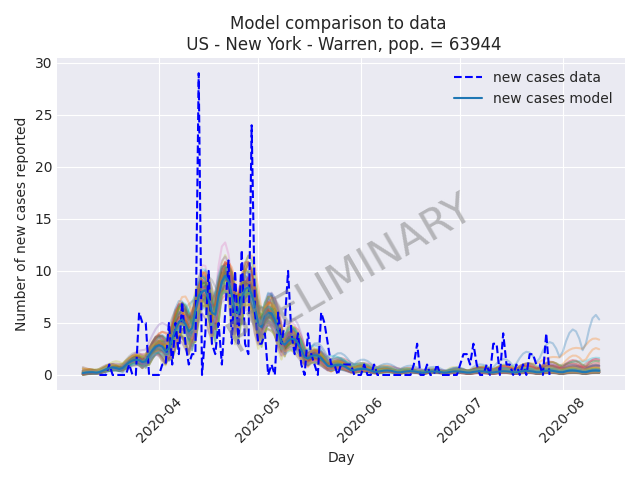 Model comparison to data
US - New York - Warren, pop. = 63944
30
25
20
15
10
5
0
Number of new cases reported
new cases data
new cases model
ELIMINARY
2020-04
2020-05
2020-06
2020-07
2020-08
Day